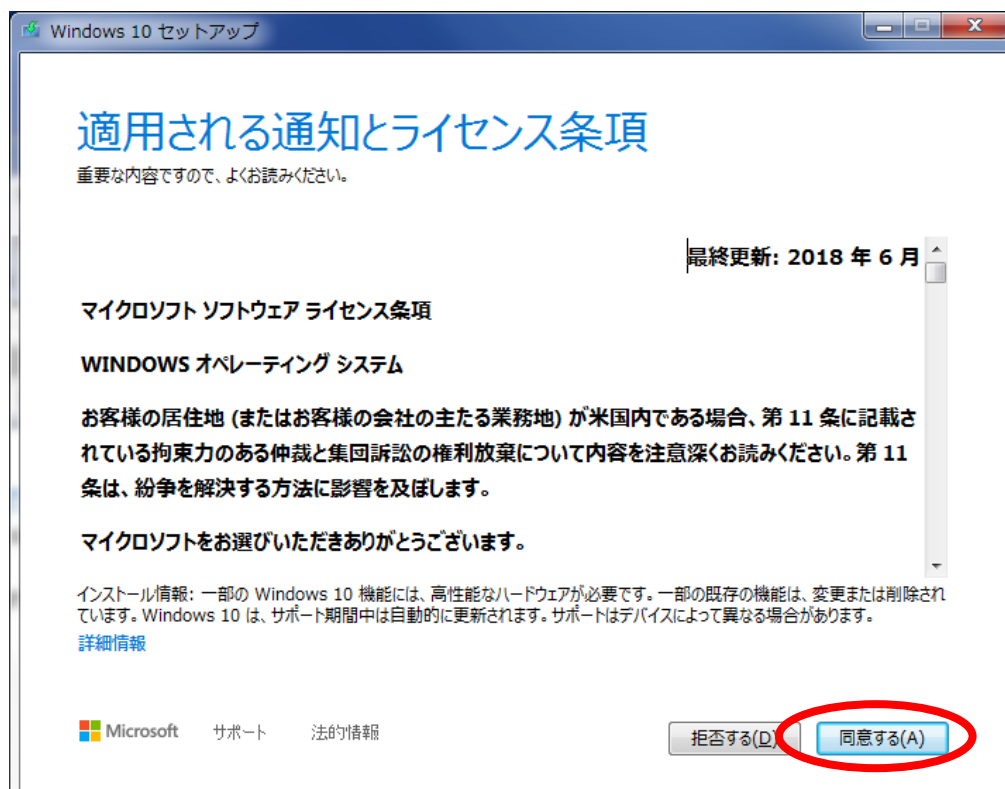 Windows 10 セットアップ
適用される通知とライセンス条項
重要な内容ですので、よくお読みください。
最終更新: 2018 年 6 月
マイクロソフト ソフトウェア ライセンス条項
WINDOWS オペレーティング システム
お客様の居住地 (またはお客様の会社の主たる業務地) が米国内である場合、第 11 条に記載さ
れている拘束力のある仲裁と集団訴訟の権利放棄について内容を注意深くお読みください。第 11
条は、紛争を解決する方法に影響を及ぼします。
マイクロソフトをお選びいただきありがとうございます。
インストール情報: 一部の Windows 10 機能には、高性能なハードウェアが必要です。一部の既存の機能は、変更または削除され
ています。Windows 10 は、サポート期間中は自動的に更新されます。サポートはデバイスによって異なる場合があります。
詳細情報
Microsoft サポート 法的情報
拒否する(D) 同意する(A)